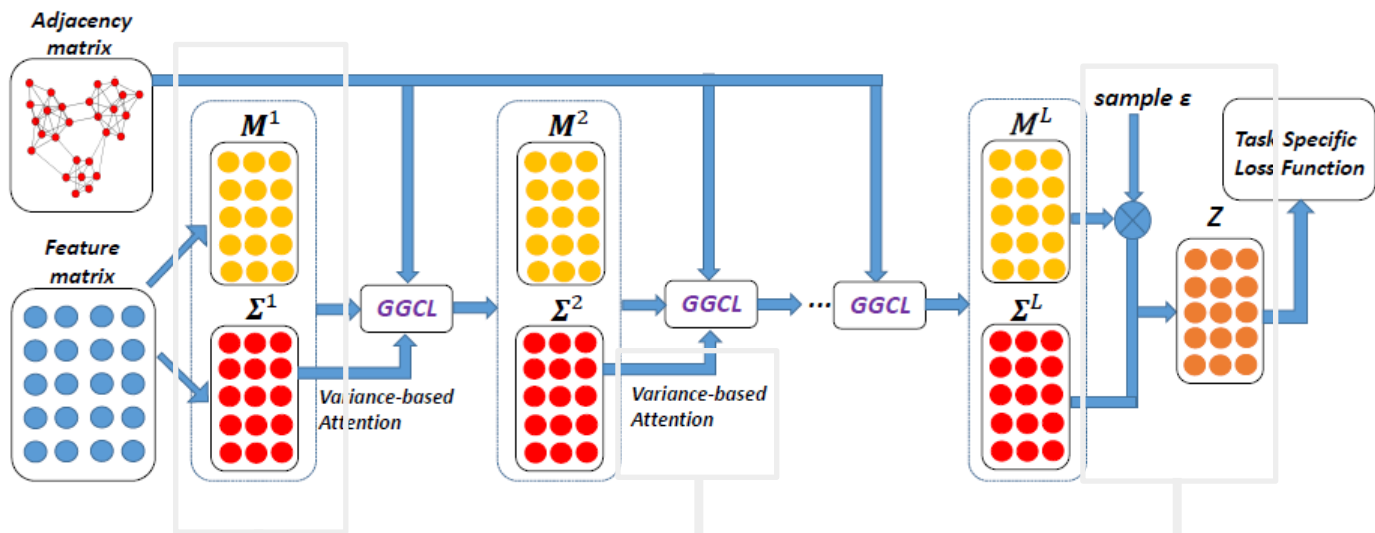 Adjacency
matrix
Feature
matrix
M¹
Σ¹
GGCL
Variance-based
Attention
M²
Σ²
GGCL
Variance-based
Attention
...
GGCL
Mᴸ
Σᴸ
sample ε
Z
Task Specific
Loss Function